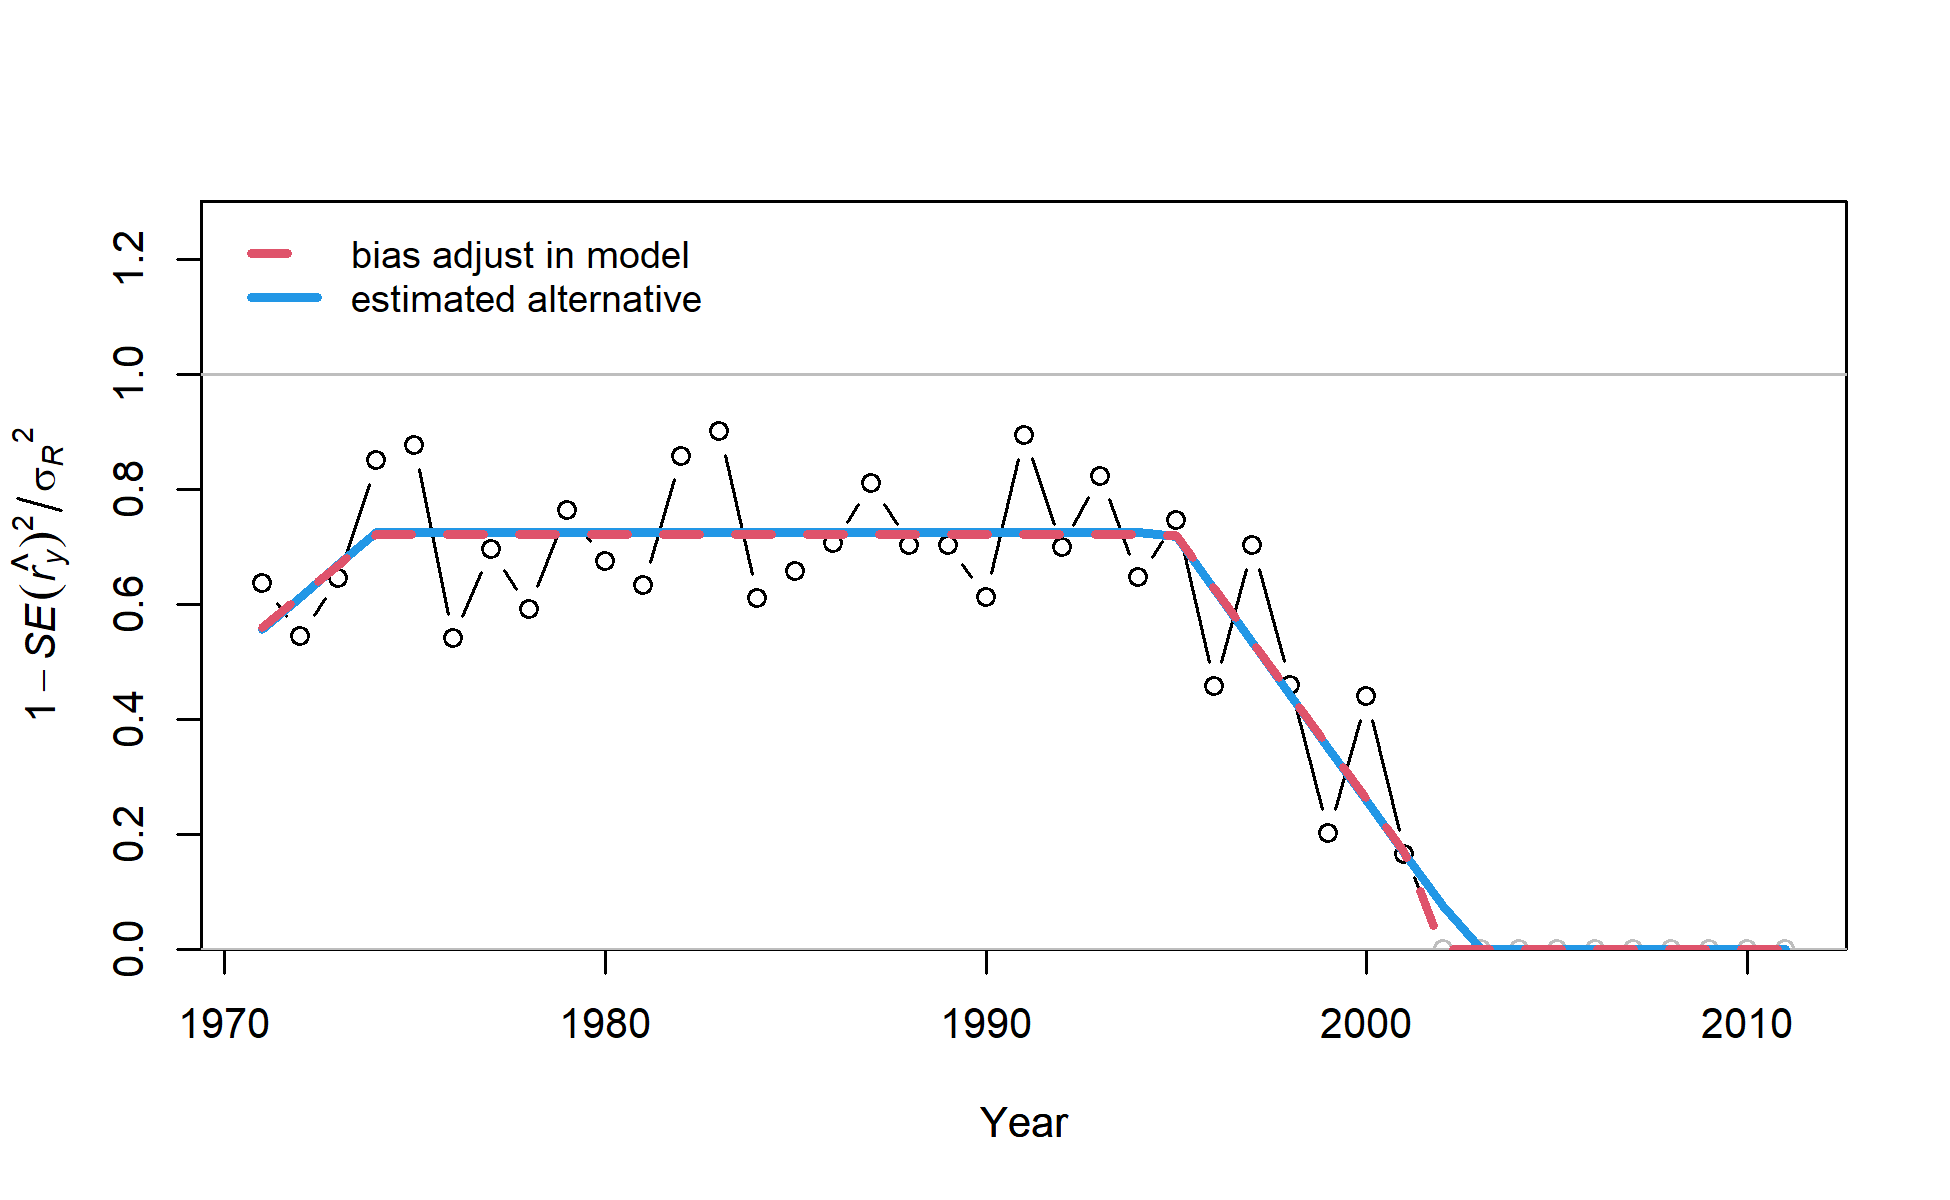 bias adjust in model
estimated alternative
1 − SE(r̂y)² / σR²
1.2
1.0
0.8
0.6
0.4
0.2
0.0
1970 1980 1990 2000 2010
Year